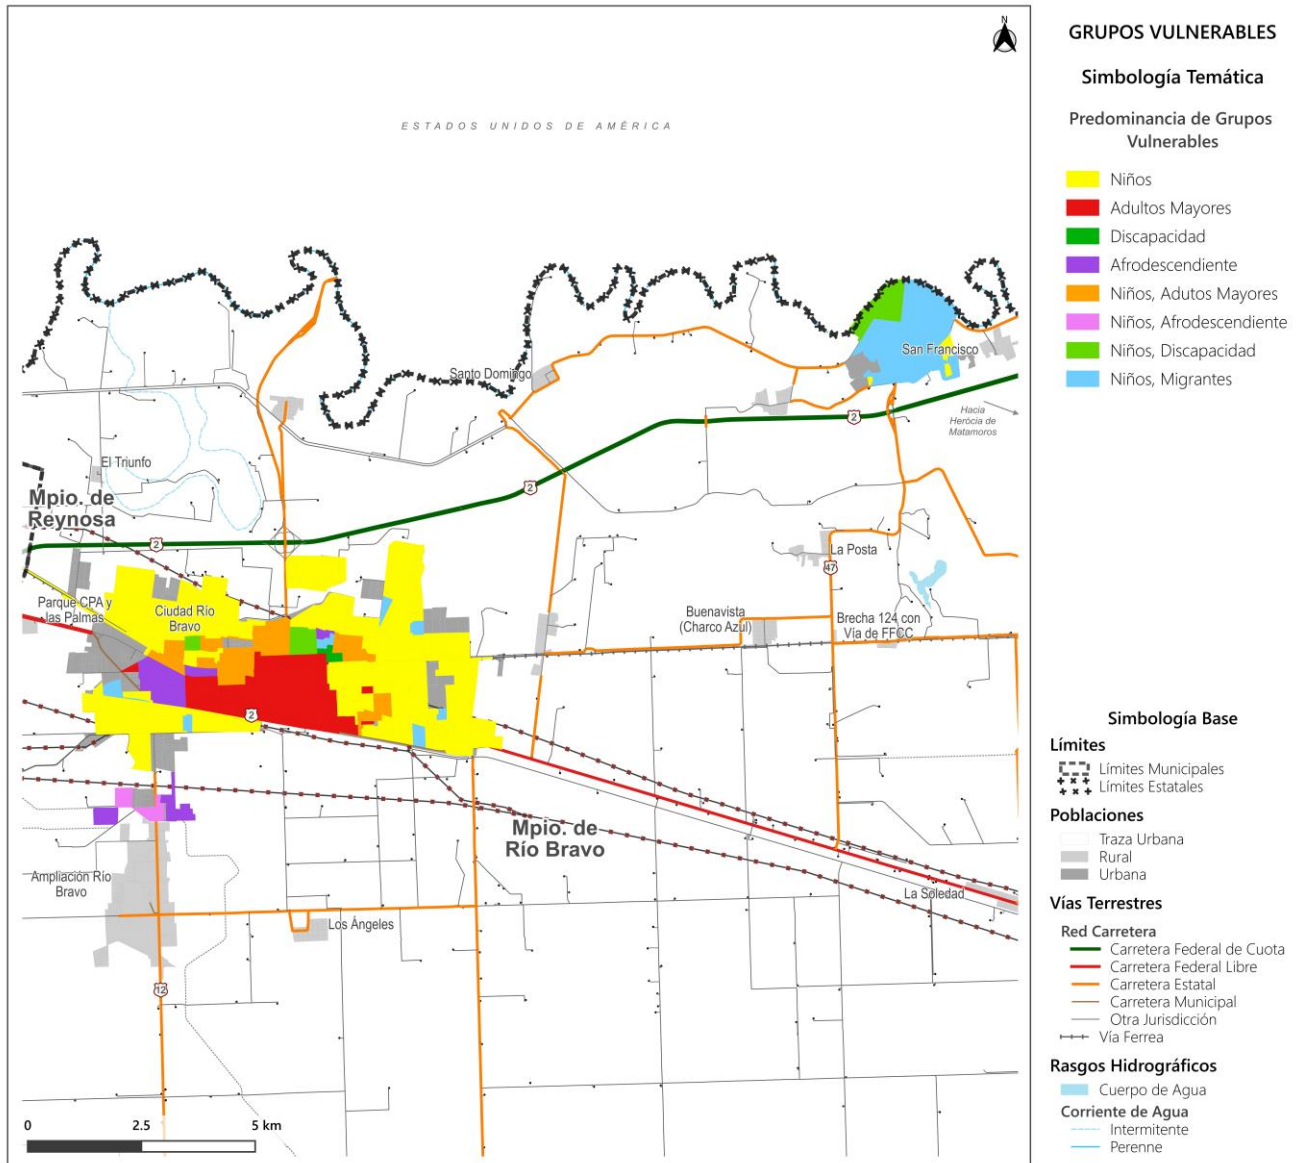 N
ESTADOS UNIDOS DE AMÉRICA
San Francisco
Santo Domingo
2
Hacia
Heróica de
Matamoros
El Triunfo
2
Mpio. de
Reynosa
2
La Posta
47
Parque CPA y
las Palmas
Ciudad Río
Bravo
Buenavista
(Charco Azul)
Brecha 124 con
Vía de FFCC
2
Mpio. de
Río Bravo
Ampliación Río
Bravo
La Soledad
Los Ángeles
12
0
2.5
5 km
GRUPOS VULNERABLES
Simbología Temática
Predominancia de Grupos
Vulnerables
Niños
Adultos Mayores
Discapacidad
Afrodescendiente
Niños, Adutos Mayores
Niños, Afrodescendiente
Niños, Discapacidad
Niños, Migrantes
Simbología Base
Límites
Límites Municipales
Límites Estatales
Poblaciones
Traza Urbana
Rural
Urbana
Vías Terrestres
Red Carretera
Carretera Federal de Cuota
Carretera Federal Libre
Carretera Estatal
Carretera Municipal
Otra Jurisdicción
Vía Ferrea
Rasgos Hidrográficos
Cuerpo de Agua
Corriente de Agua
Intermitente
Perenne